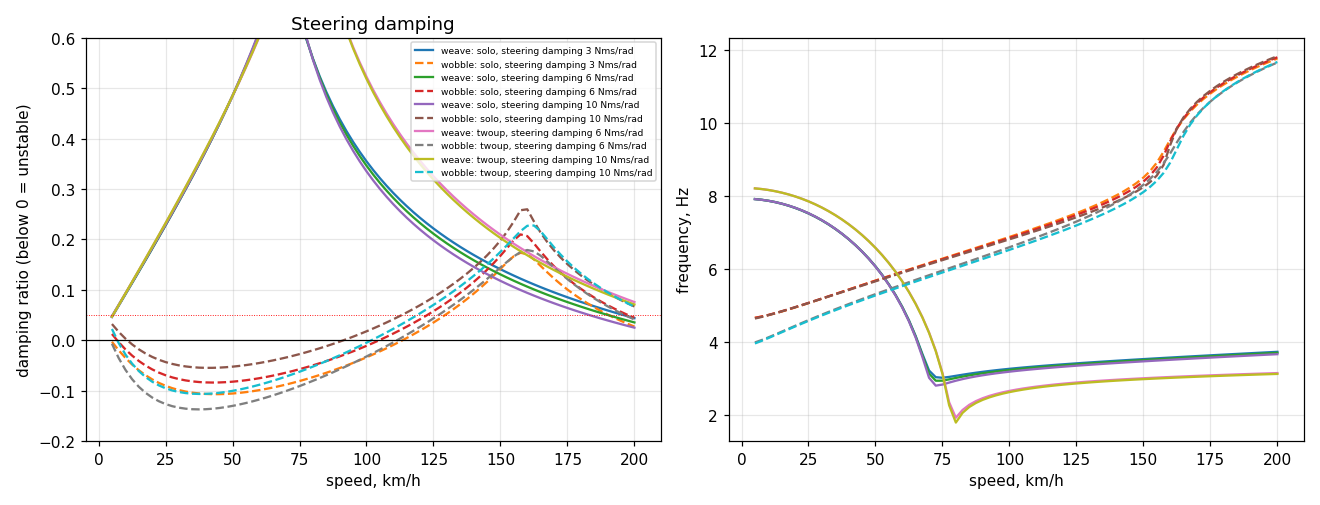 Steering damping
damping ratio (below 0 = unstable)
0.6
0.5
0.4
0.3
0.2
0.1
0.0
−0.1
−0.2
weave: solo, steering damping 3 Nms/rad
wobble: solo, steering damping 3 Nms/rad
weave: solo, steering damping 6 Nms/rad
wobble: solo, steering damping 6 Nms/rad
weave: solo, steering damping 10 Nms/rad
wobble: solo, steering damping 10 Nms/rad
weave: twoup, steering damping 6 Nms/rad
wobble: twoup, steering damping 6 Nms/rad
weave: twoup, steering damping 10 Nms/rad
wobble: twoup, steering damping 10 Nms/rad
0 25 50 75 100 125 150 175 200
speed, km/h
frequency, Hz
12
10
8
6
4
2
0 25 50 75 100 125 150 175 200
speed, km/h